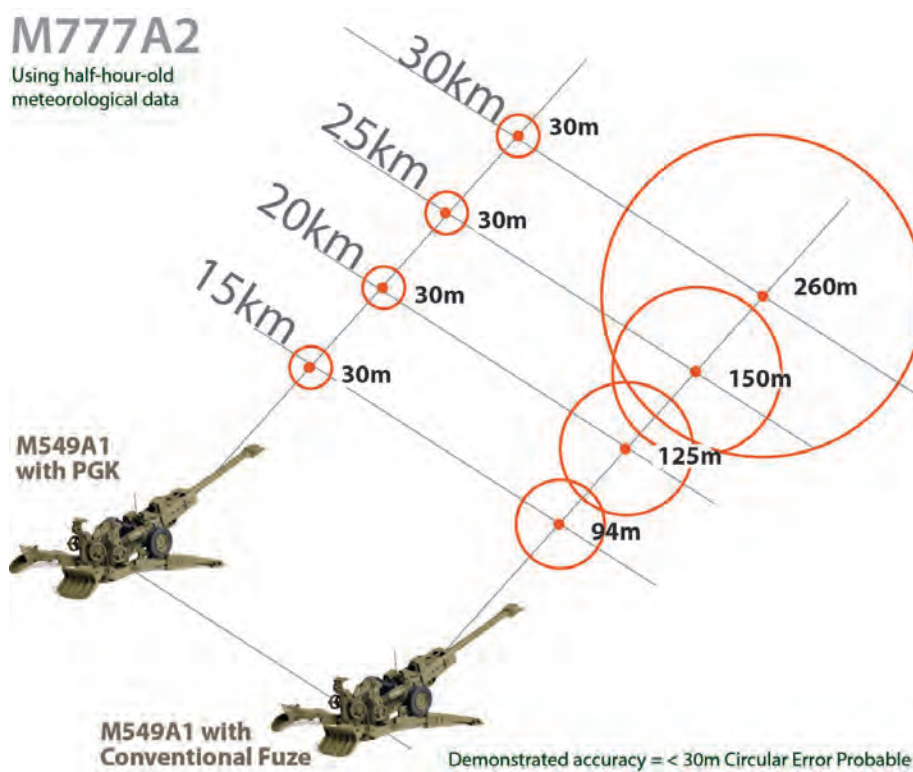 M777A2
Using half-hour-old
meteorological data
30km
30m
25km
30m
20km
30m
260m
15km
30m
150m
M549A1
with PGK
125m
94m
M549A1 with
Conventional Fuze
Demonstrated accuracy = < 30m Circular Error Probable